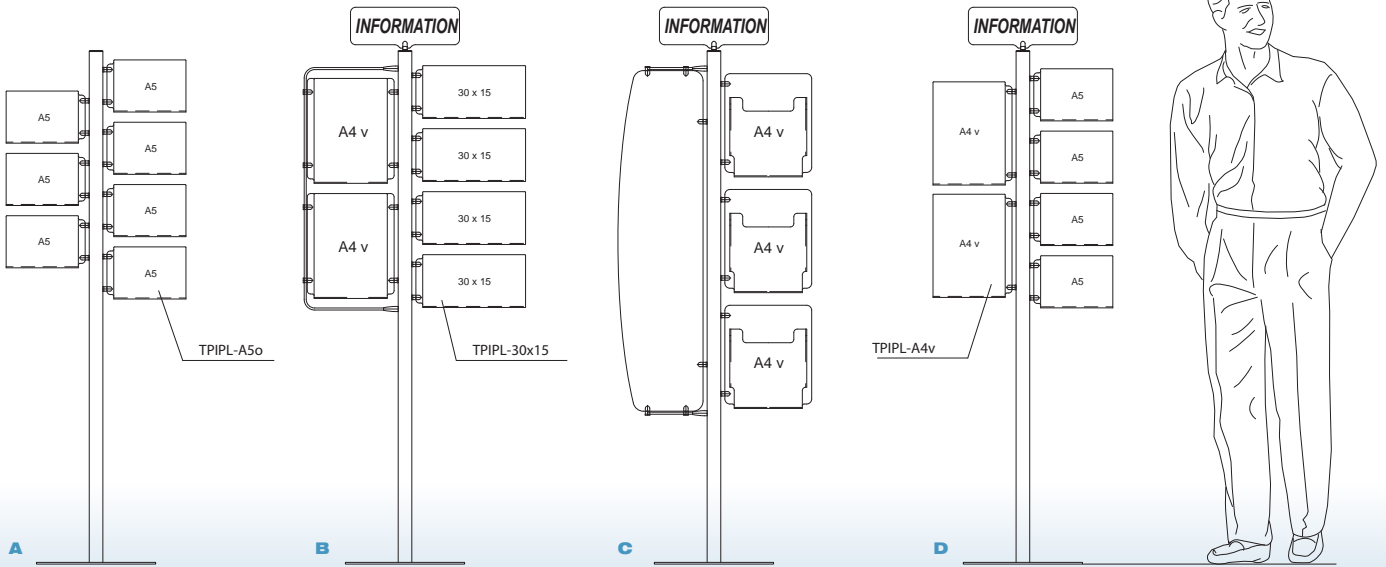 A5
A5
A5
A5
A5
A5
A5
TPIPL-A5o
A
INFORMATION
A4 v
A4 v
30 x 15
30 x 15
30 x 15
30 x 15
TPIPL-30x15
B
INFORMATION
A4 v
A4 v
A4 v
C
INFORMATION
A4 v
A4 v
A5
A5
A5
A5
TPIPL-A4v
D